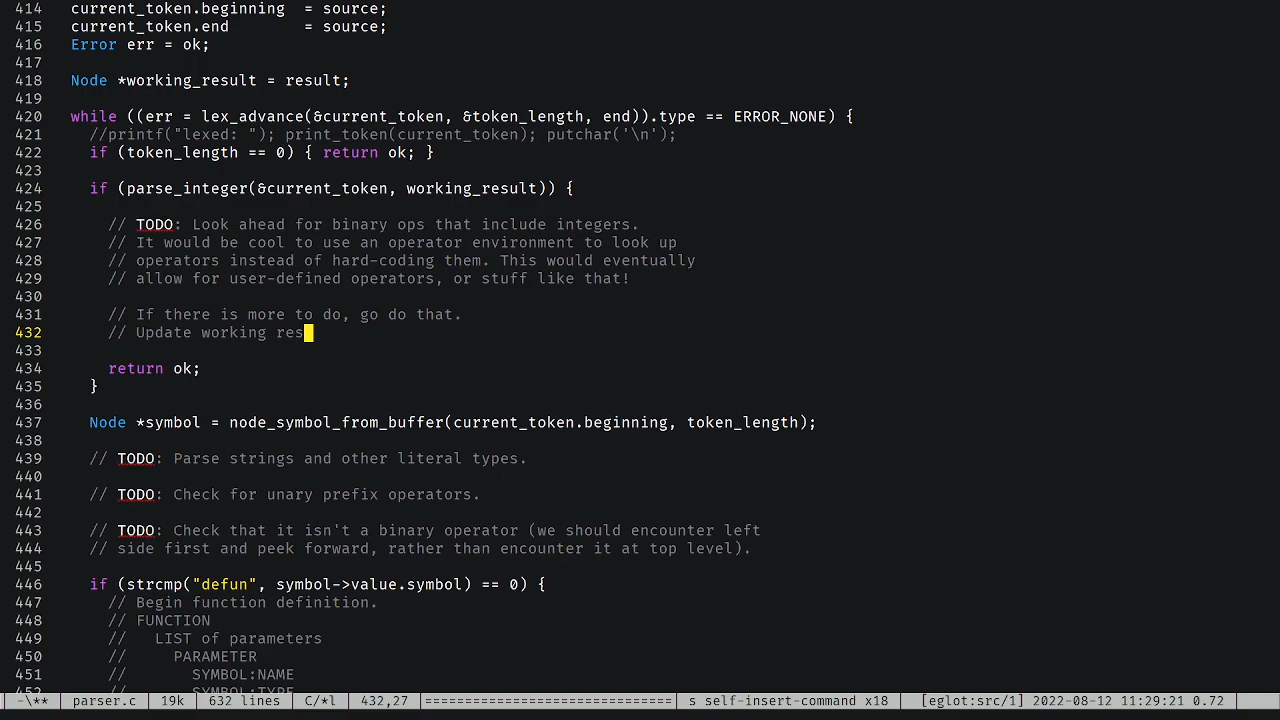 414 current_token.beginning  = source;
415 current_token.end        = source;
416 Error err = ok;
417
418 Node *working_result = result;
419
420 while ((err = lex_advance(&current_token, &token_length, end)).type == ERROR_NONE) {
421   //printf("lexed: "); print_token(current_token); putchar('\n');
422   if (token_length == 0) { return ok; }
423
424   if (parse_integer(&current_token, working_result)) {
425
426     // TODO: Look ahead for binary ops that include integers.
427     // It would be cool to use an operator environment to look up
428     // operators instead of hard-coding them. This would eventually
429     // allow for user-defined operators, or stuff like that!
430
431     // If there is more to do, go do that.
432     // Update working res
433
434     return ok;
435   }
436
437   Node *symbol = node_symbol_from_buffer(current_token.beginning, token_length);
438
439   // TODO: Parse strings and other literal types.
440
441   // TODO: Check for unary prefix operators.
442
443   // TODO: Check that it isn't a binary operator (we should encounter left
444   // side first and peek forward, rather than encounter it at top level).
445
446   if (strcmp("defun", symbol->value.symbol) == 0) {
447     // Begin function definition.
448     // FUNCTION
449     //   LIST of parameters
450     //     PARAMETER
451     //       SYMBOL:NAME
452     //       SYMBOL:TYPE
-\** parser.c 19k 632 lines C/*l 432,27 ============================ s self-insert-command x18 [eglot:src/1] 2022-08-12 11:29:21 0.72